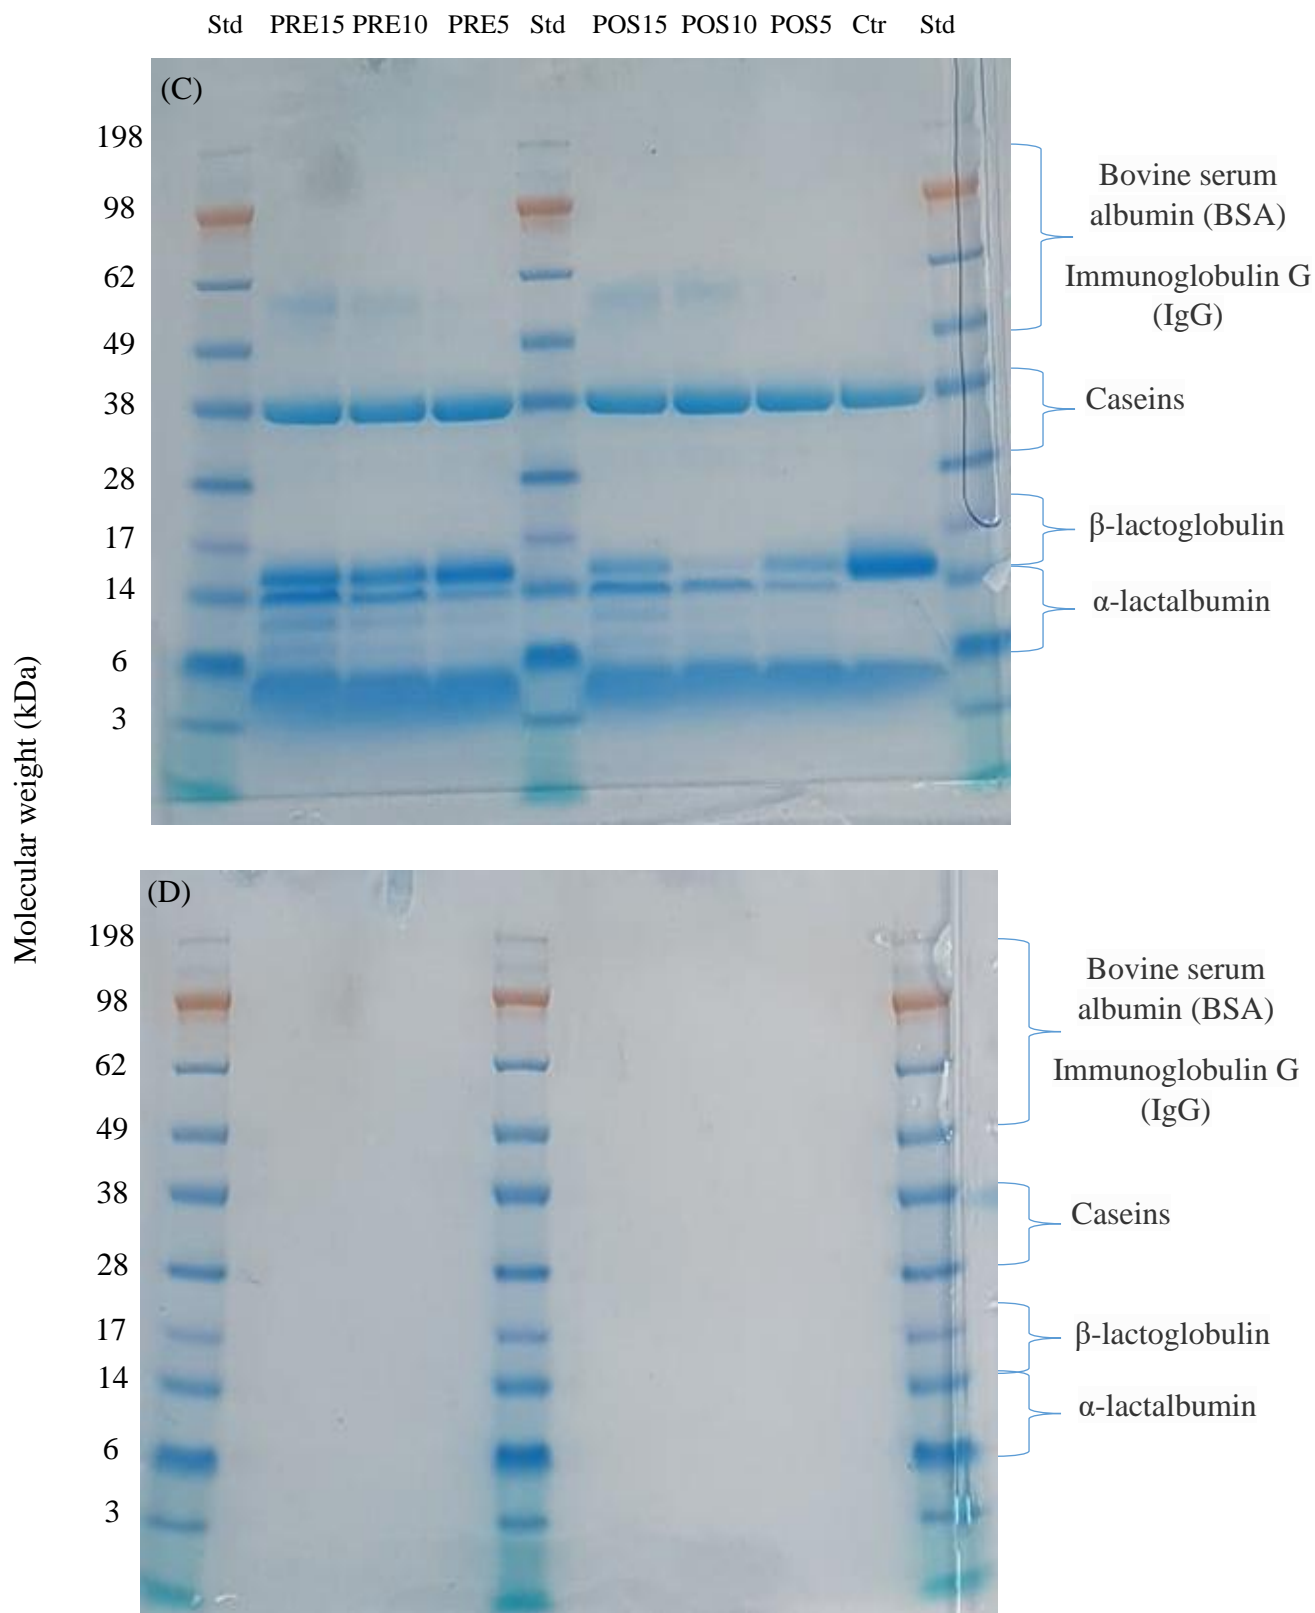 Std PRE15 PRE10 PRE5 Std POS15 POS10 POS5 Ctr Std
(C)
198
98
62
49
38
28
17
14
6
3
Bovine serum
albumin (BSA)
Immunoglobulin G
(IgG)
Caseins
β-lactoglobulin
α-lactalbumin
Molecular weight (kDa)
(D)
198
98
62
49
38
28
17
14
6
3
Bovine serum
albumin (BSA)
Immunoglobulin G
(IgG)
Caseins
β-lactoglobulin
α-lactalbumin